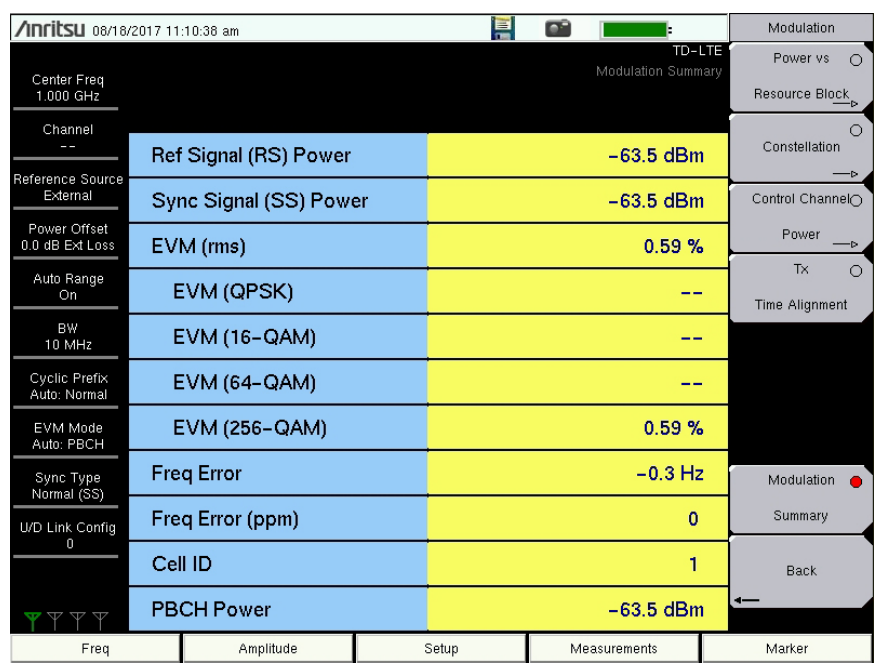 Anritsu 08/18/2017 11:10:38 am
TD-LTE
Modulation Summary
Center Freq
1.000 GHz
Channel
--
Reference Source
External
Power Offset
0.0 dB Ext Loss
Auto Range
On
BW
10 MHz
Cyclic Prefix
Auto: Normal
EVM Mode
Auto: PBCH
Sync Type
Normal (SS)
U/D Link Config
0
Ref Signal (RS) Power -63.5 dBm
Sync Signal (SS) Power -63.5 dBm
EVM (rms) 0.59 %
EVM (QPSK) --
EVM (16-QAM) --
EVM (64-QAM) --
EVM (256-QAM) 0.59 %
Freq Error -0.3 Hz
Freq Error (ppm) 0
Cell ID 1
PBCH Power -63.5 dBm
Modulation
Power vs
Resource Block
Constellation
Control Channel
Power
Tx
Time Alignment
Modulation
Summary
Back
Freq Amplitude Setup Measurements Marker